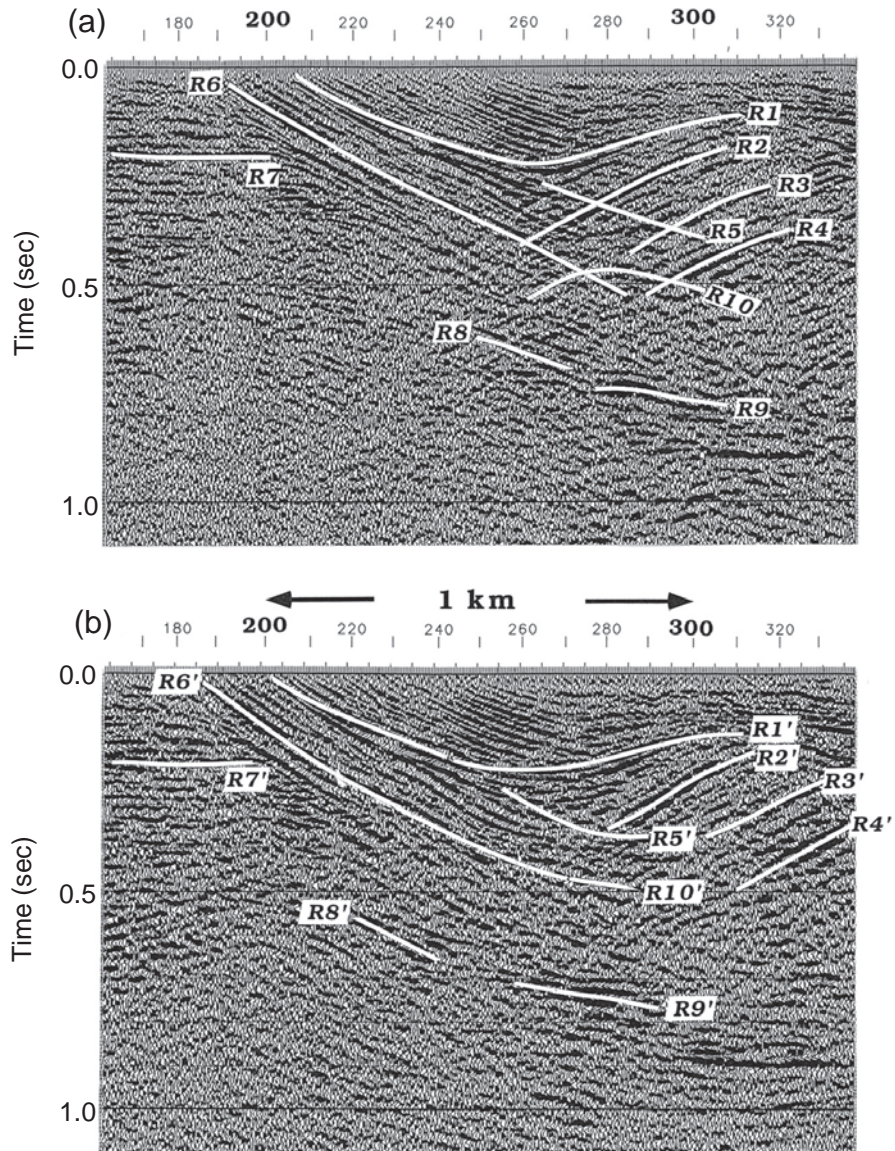 (a)
180 200 220 240 260 280 300 320
0.0
R6
R1
R2
R7
R3
R5
R4
0.5
R10
R8
R9
Time (sec)
1.0
1 km
(b)
180 200 220 240 260 280 300 320
0.0
R6'
R1'
R2'
R7'
R3'
R5'
R4'
0.5
R10'
R8'
R9'
Time (sec)
1.0